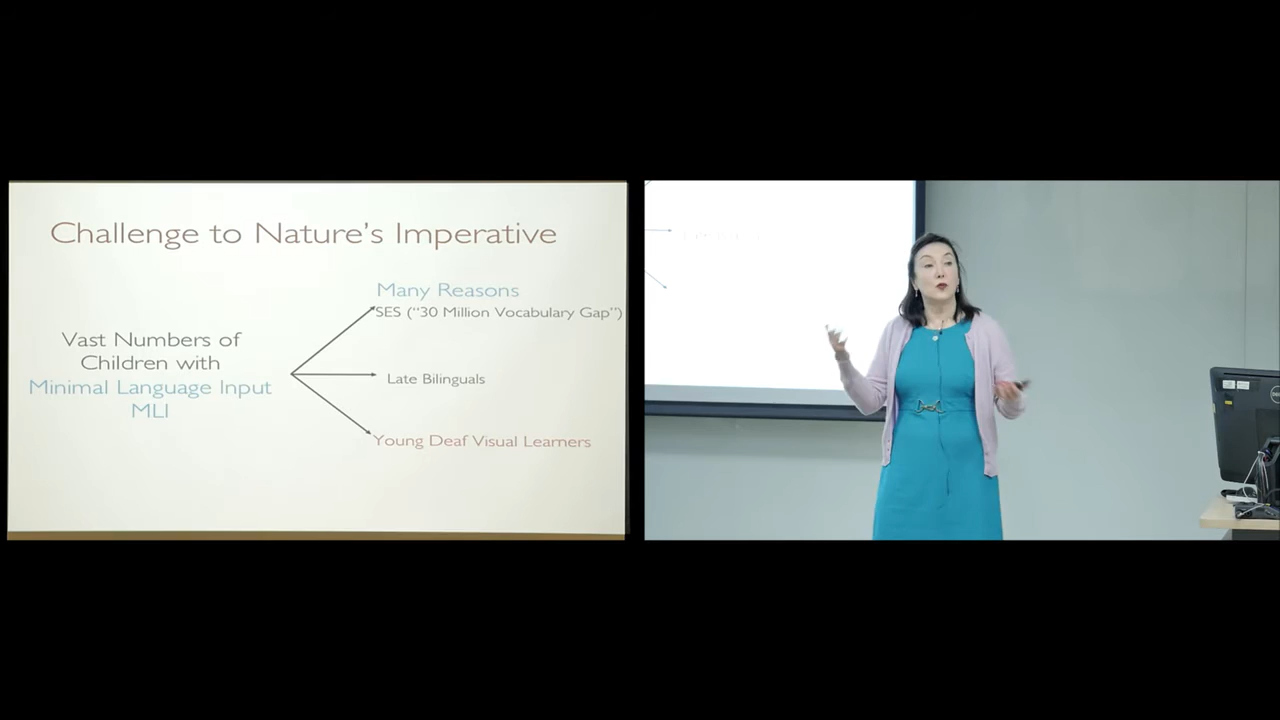 Challenge to Nature's Imperative
Many Reasons
SES ("30 Million Vocabulary Gap")
Vast Numbers of
Children with
Minimal Language Input
MLI
Late Bilinguals
Young Deaf Visual Learners